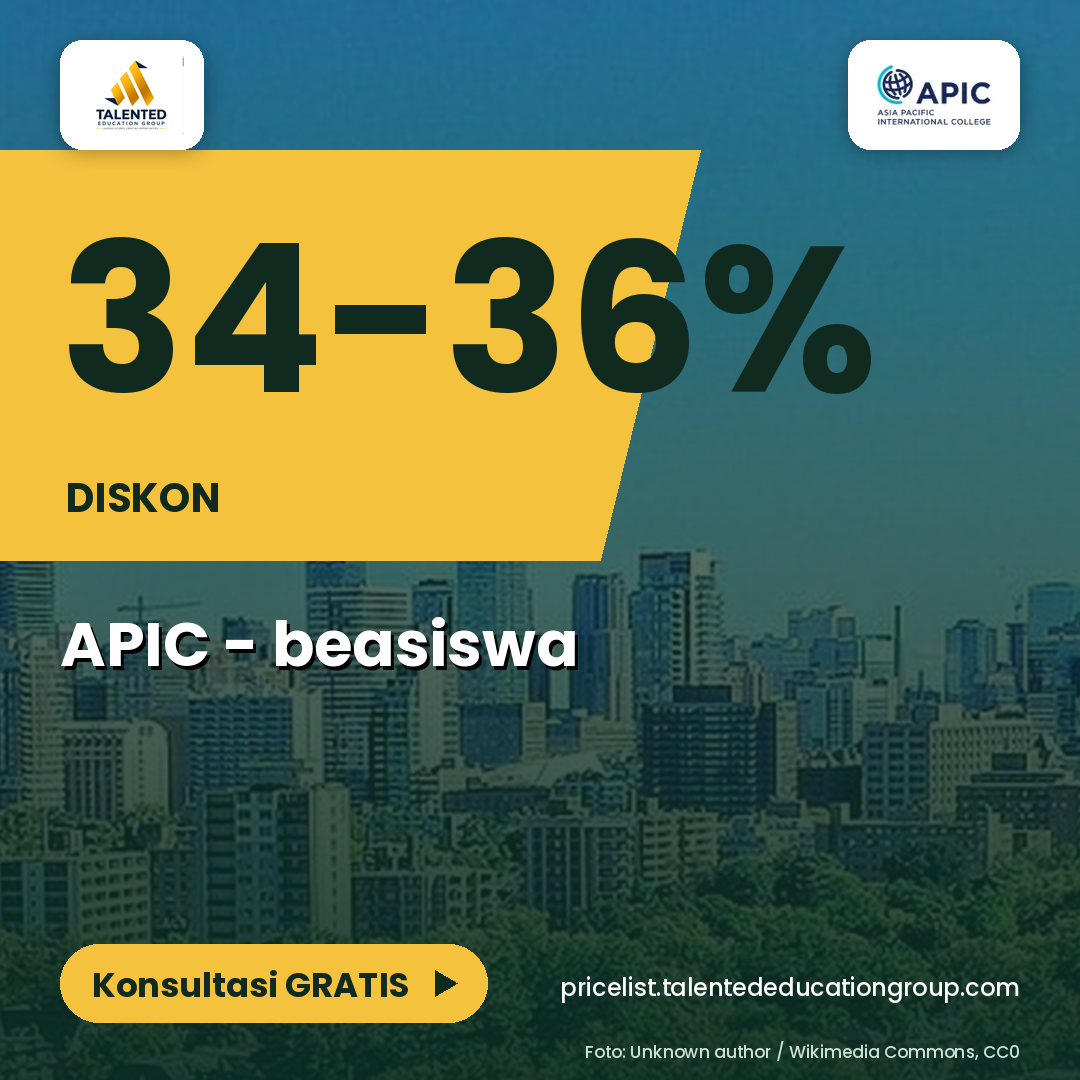 TALENTED
EDUCATION GROUP
APIC
ASIA PACIFIC
INTERNATIONAL COLLEGE
34–36%
DISKON
APIC - beasiswa
Konsultasi GRATIS
pricelist.talentededucationgroup.com
Foto: Unknown author / Wikimedia Commons, CC0